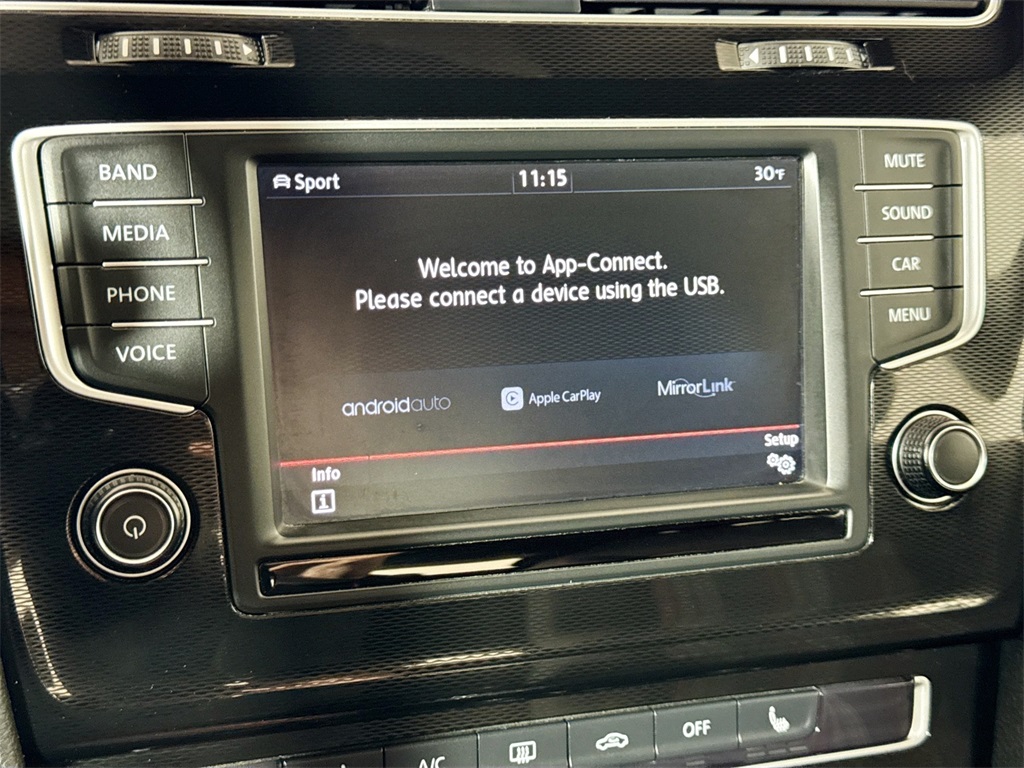 BAND
MEDIA
PHONE
VOICE
Sport 11:15 30°F
Welcome to App-Connect.
Please connect a device using the USB.
androidauto Apple CarPlay MirrorLink
Info Setup
i
MUTE
SOUND
CAR
MENU
A/C OFF